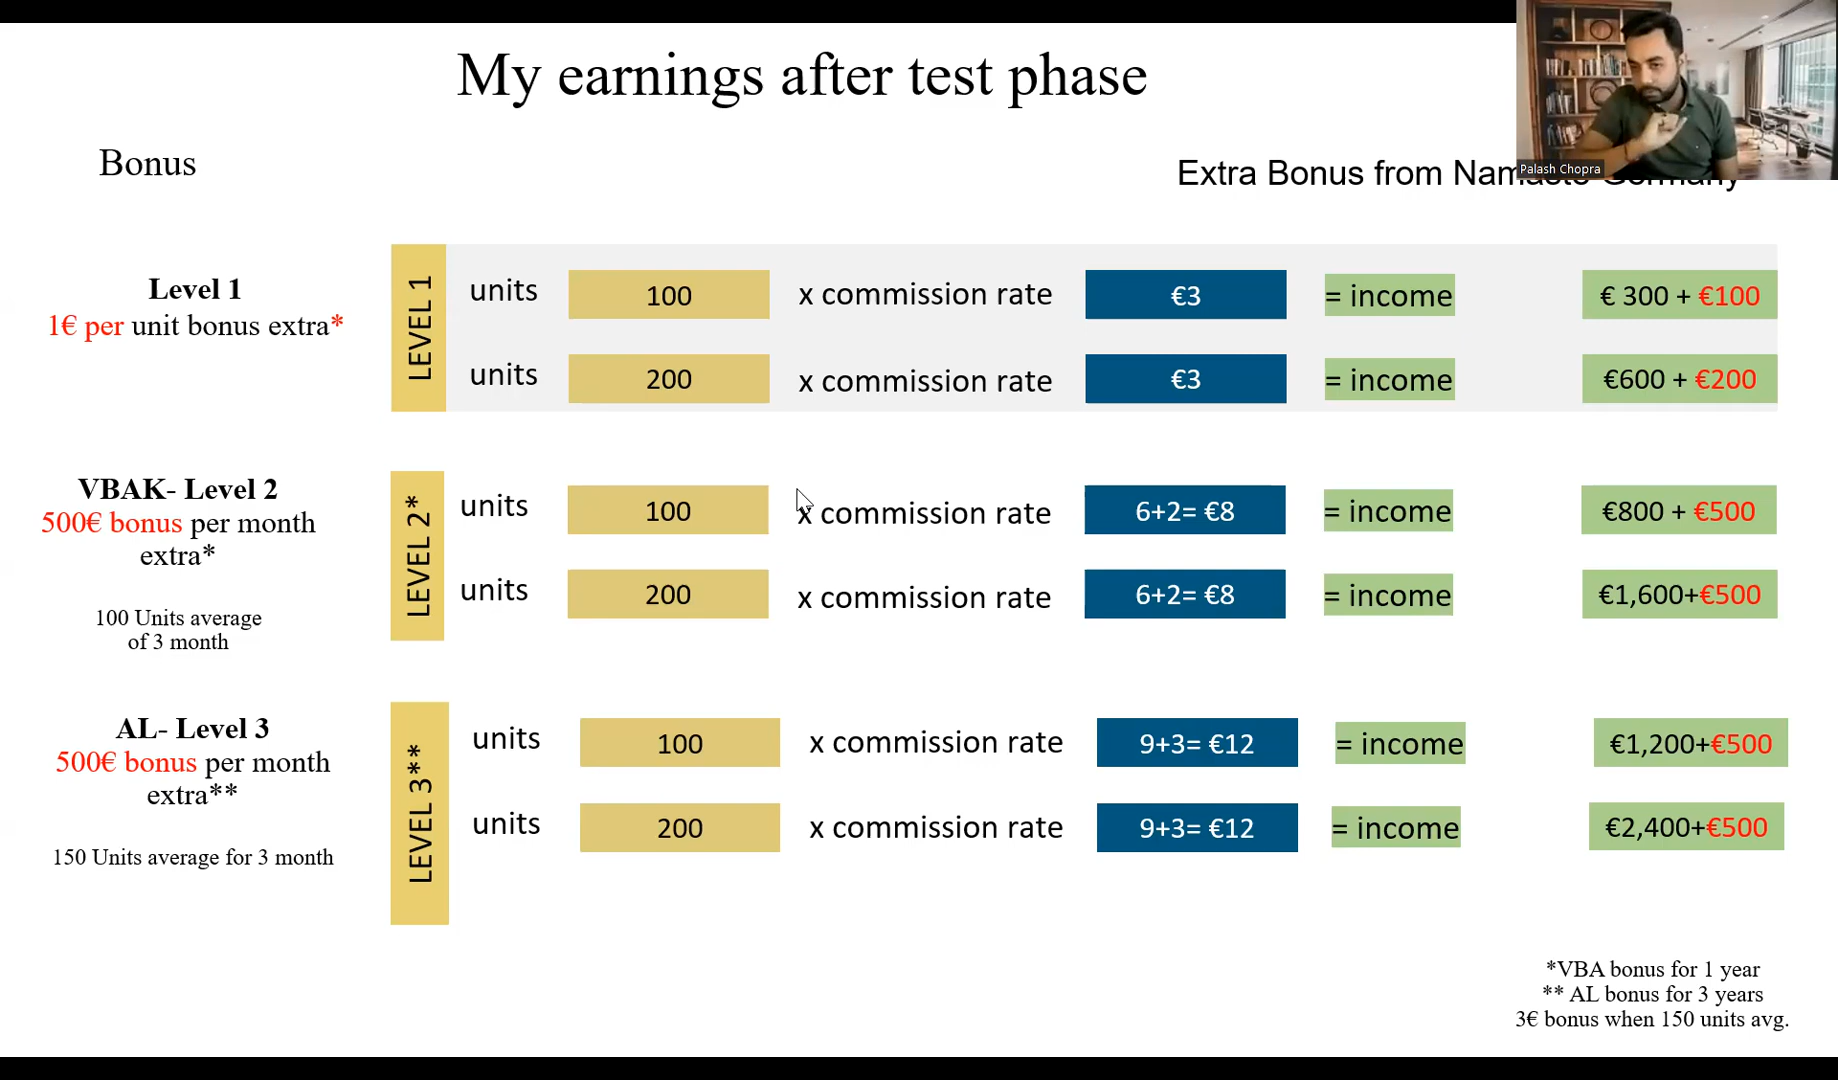 My earnings after test phase
Palash Chopra
Bonus
Extra Bonus from Namaste Germany
Level 1
1€ per unit bonus extra*
LEVEL 1
units 100 x commission rate €3 = income € 300 + €100
units 200 x commission rate €3 = income €600 + €200
VBAK- Level 2
500€ bonus per month
extra*
100 Units average
of 3 month
LEVEL 2*
units 100 x commission rate 6+2= €8 = income €800 + €500
units 200 x commission rate 6+2= €8 = income €1,600+€500
AL- Level 3
500€ bonus per month
extra**
150 Units average for 3 month
LEVEL 3**
units 100 x commission rate 9+3= €12 = income €1,200+€500
units 200 x commission rate 9+3= €12 = income €2,400+€500
*VBA bonus for 1 year
** AL bonus for 3 years
3€ bonus when 150 units avg.